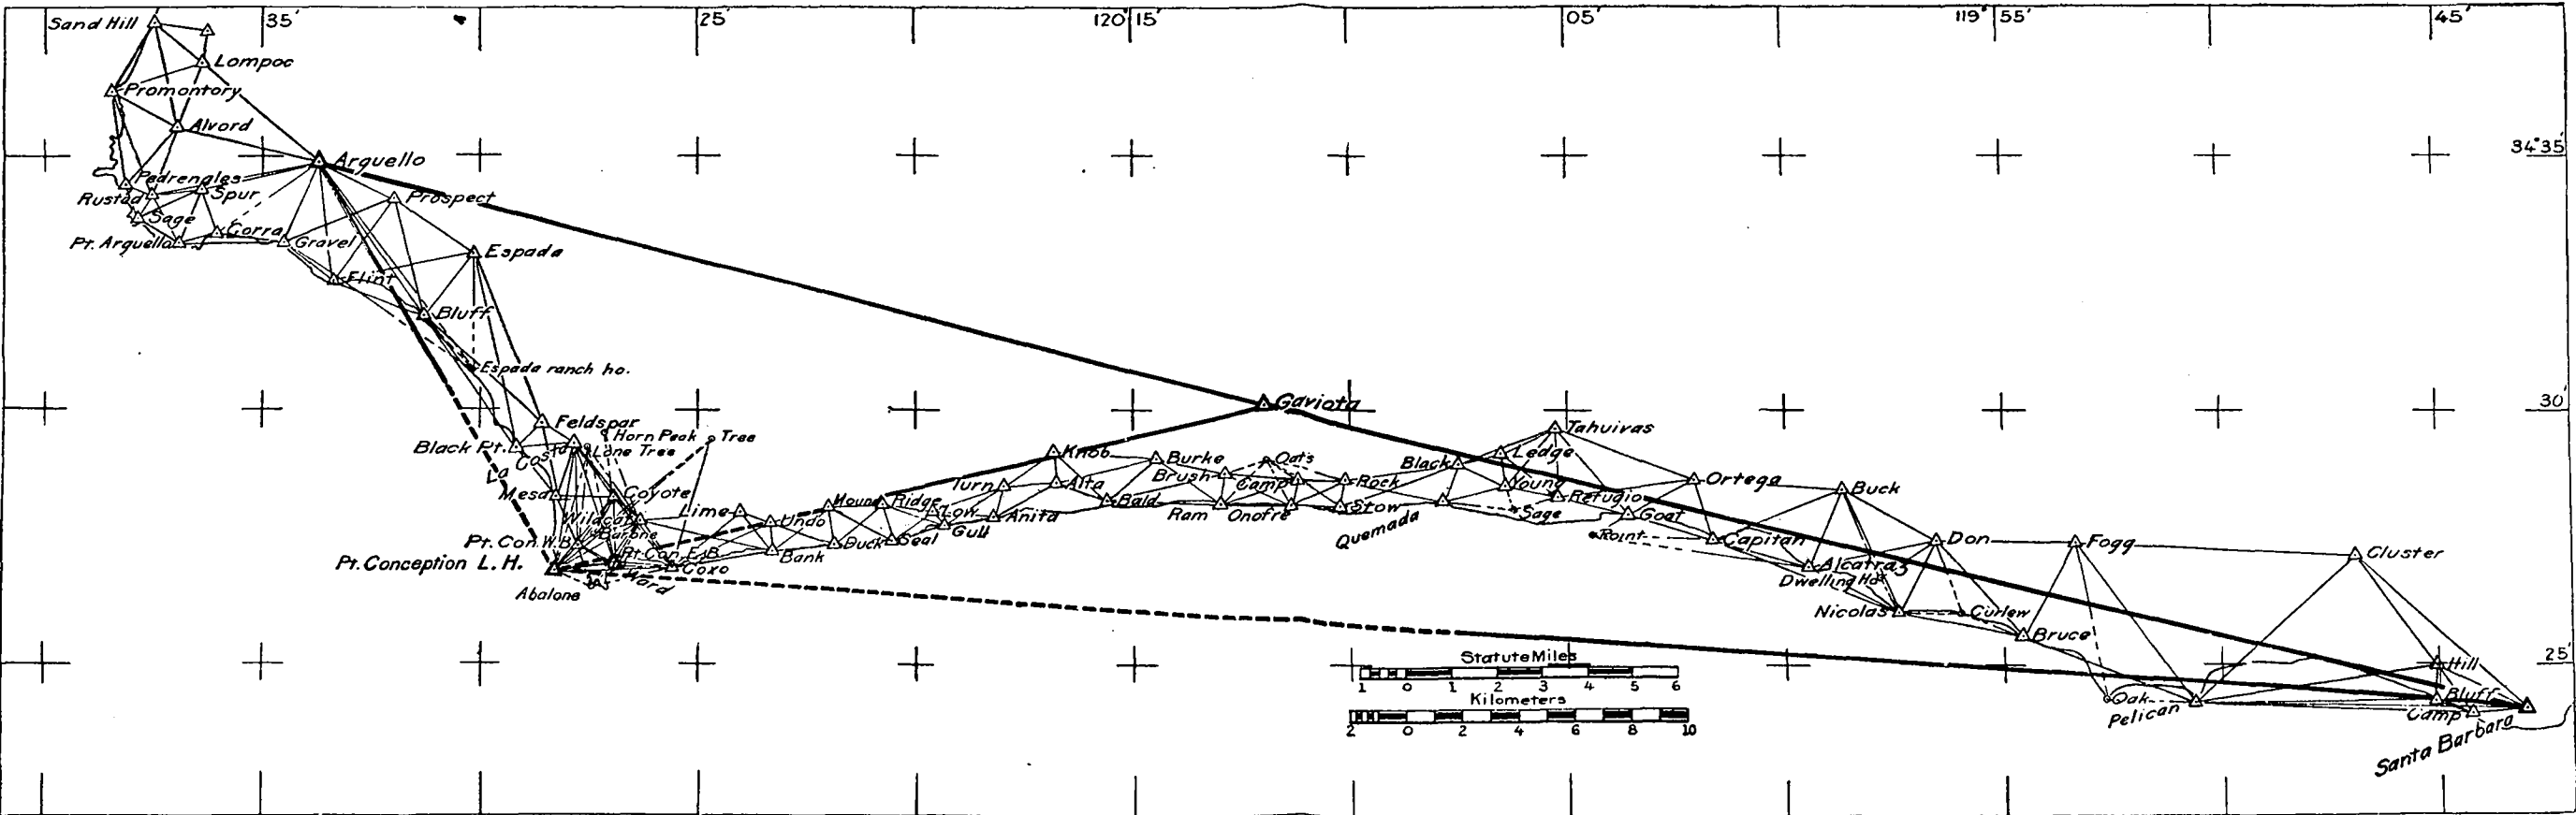 35'
25'
120° 15'
05'
119° 55'
45'
Sand Hill
Lompoc
Promontory
Alvord
Arguello
34° 35'
Pedrenales
Prospect
Rustad
Spur
Sage
Gorra
Pt. Arguello
Gravel
Espada
Flint
Bluff
Espada ranch ho.
Gaviota
30'
Feldspar
Horn Peak
Tree
Tahuivas
Black Pt.
La Costa
Lone Tree
Knob
Burke
Oats
Black
Ledge
Brush
Mesa
Coyote
Turn
Alta
Camp
Rock
Young
Ortega
Buck
Refugio
Lime
Mound
Ridge
Low
Bald
Wildcat
Undo
Anita
Ram
Onofre
Stow
Quemada
Sage
Goat
Gull
Pt. Con. W. B.
Pt. Con. E. B.
Bank
Duck
Seal
Point
Capitan
Don
Fogg
Cluster
Pt. Conception L. H.
Coxo
Ward
Abalone
Alcatraz
Dwelling Ho.
Nicolas
Curlew
Bruce
Statute Miles
1 0 1 2 3 4 5 6
Kilometers
2 0 2 4 6 8 10
25'
Hill
Bluff
Oak
Pelican
Camp
Santa Barbara